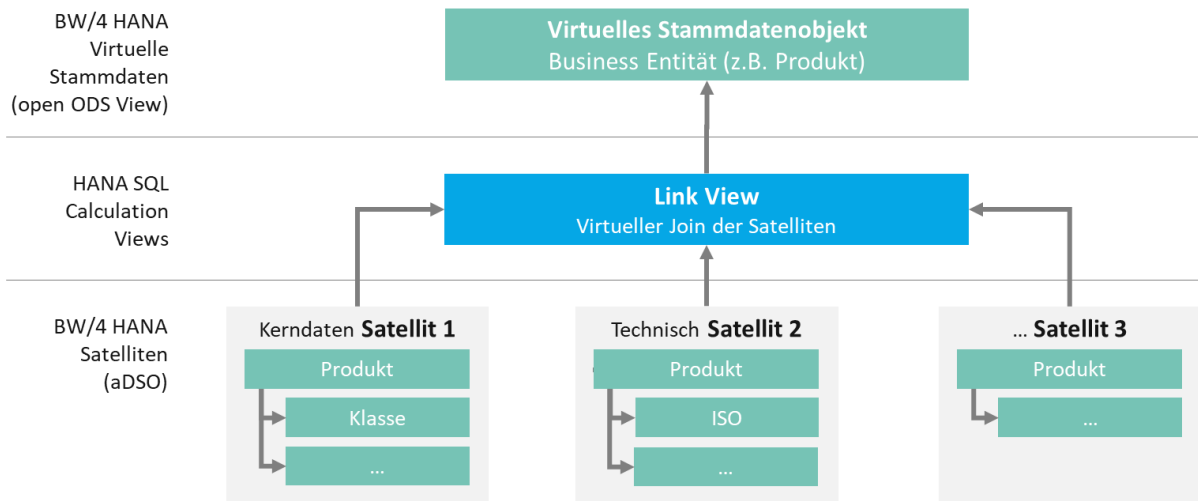 BW/4 HANA
Virtuelle
Stammdaten
(open ODS View)
Virtuelles Stammdatenobjekt
Business Entität (z.B. Produkt)
HANA SQL
Calculation
Views
Link View
Virtueller Join der Satelliten
BW/4 HANA
Satelliten
(aDSO)
Kerndaten Satellit 1
Produkt
Klasse
...
Technisch Satellit 2
Produkt
ISO
...
... Satellit 3
Produkt
...